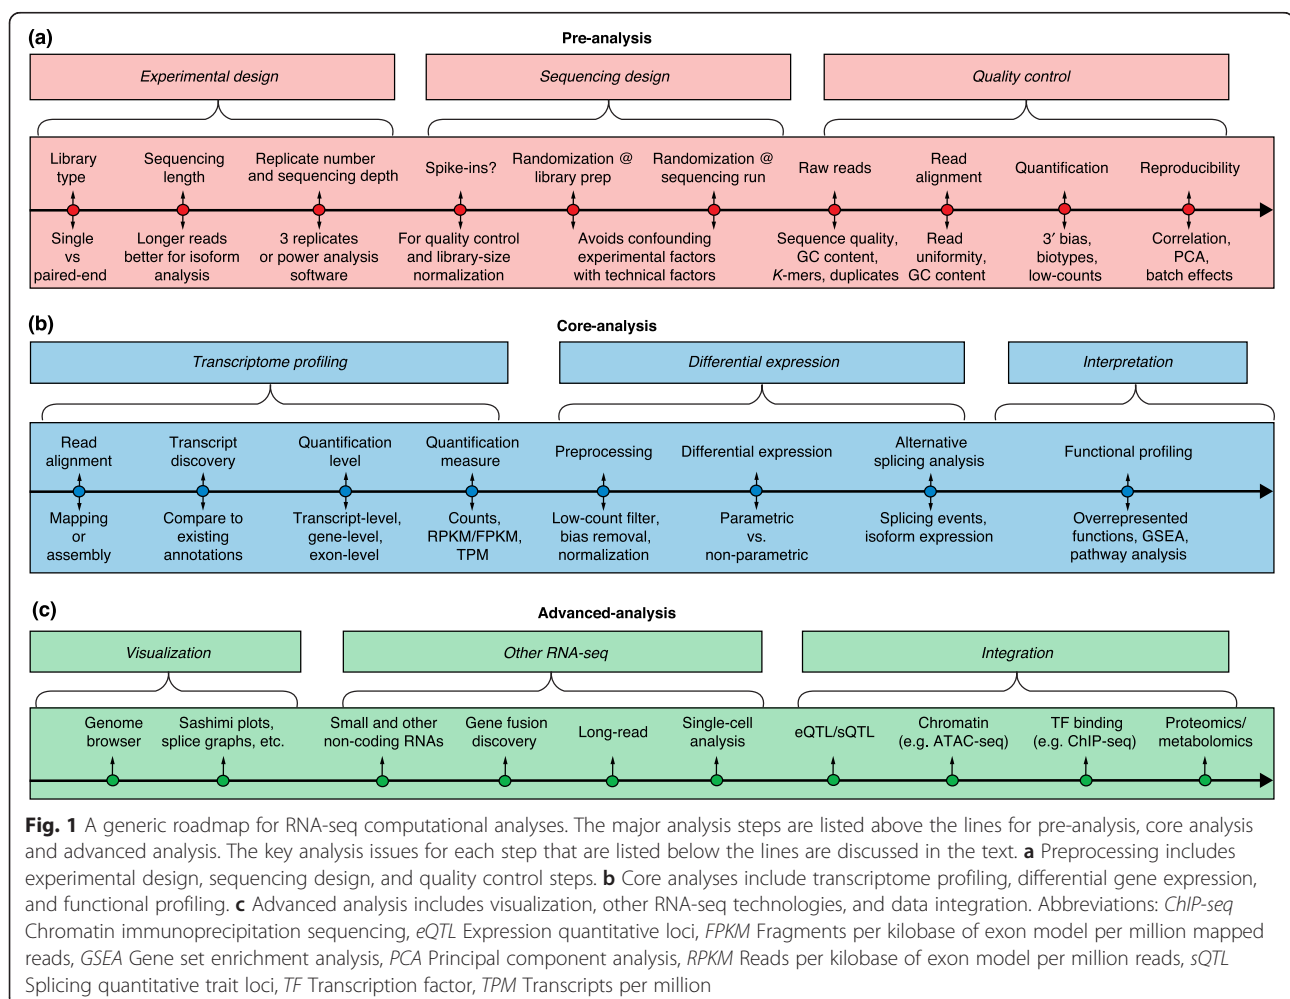 (a)
Pre-analysis
Experimental design
Sequencing design
Quality control
Library
type
Sequencing
length
Replicate number
and sequencing depth
Spike-ins?
Randomization @
library prep
Randomization @
sequencing run
Raw reads
Read
alignment
Quantification
Reproducibility
Single
vs
paired-end
Longer reads
better for isoform
analysis
3 replicates
or power analysis
software
For quality control
and library-size
normalization
Avoids confounding
experimental factors
with technical factors
Sequence quality,
GC content,
K-mers, duplicates
Read
uniformity,
GC content
3′ bias,
biotypes,
low-counts
Correlation,
PCA,
batch effects
(b)
Core-analysis
Transcriptome profiling
Differential expression
Interpretation
Read
alignment
Transcript
discovery
Quantification
level
Quantification
measure
Preprocessing
Differential expression
Alternative
splicing analysis
Functional profiling
Mapping
or
assembly
Compare to
existing
annotations
Transcript-level,
gene-level,
exon-level
Counts,
RPKM/FPKM,
TPM
Low-count filter,
bias removal,
normalization
Parametric
vs.
non-parametric
Splicing events,
isoform expression
Overrepresented
functions, GSEA,
pathway analysis
(c)
Advanced-analysis
Visualization
Other RNA-seq
Integration
Genome
browser
Sashimi plots,
splice graphs, etc.
Small and other
non-coding RNAs
Gene fusion
discovery
Long-read
Single-cell
analysis
eQTL/sQTL
Chromatin
(e.g. ATAC-seq)
TF binding
(e.g. ChIP-seq)
Proteomics/
metabolomics
Fig. 1 A generic roadmap for RNA-seq computational analyses. The major analysis steps are listed above the lines for pre-analysis, core analysis
and advanced analysis. The key analysis issues for each step that are listed below the lines are discussed in the text. a Preprocessing includes
experimental design, sequencing design, and quality control steps. b Core analyses include transcriptome profiling, differential gene expression,
and functional profiling. c Advanced analysis includes visualization, other RNA-seq technologies, and data integration. Abbreviations: ChIP-seq
Chromatin immunoprecipitation sequencing, eQTL Expression quantitative loci, FPKM Fragments per kilobase of exon model per million mapped
reads, GSEA Gene set enrichment analysis, PCA Principal component analysis, RPKM Reads per kilobase of exon model per million reads, sQTL
Splicing quantitative trait loci, TF Transcription factor, TPM Transcripts per million